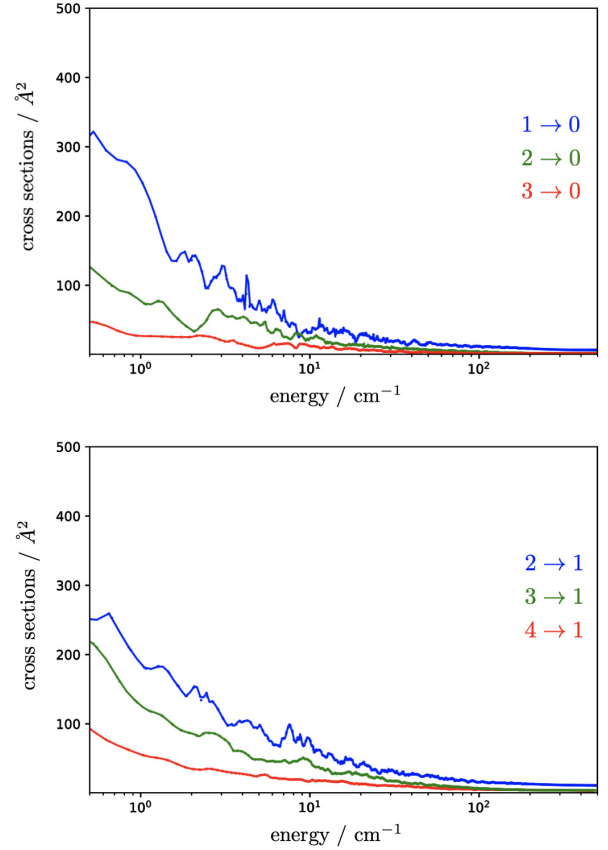 500
400
300
200
100
cross sections / Å²
1 → 0
2 → 0
3 → 0
10⁰
10¹
10²
energy / cm⁻¹
500
400
300
200
100
cross sections / Å²
2 → 1
3 → 1
4 → 1
10⁰
10¹
10²
energy / cm⁻¹